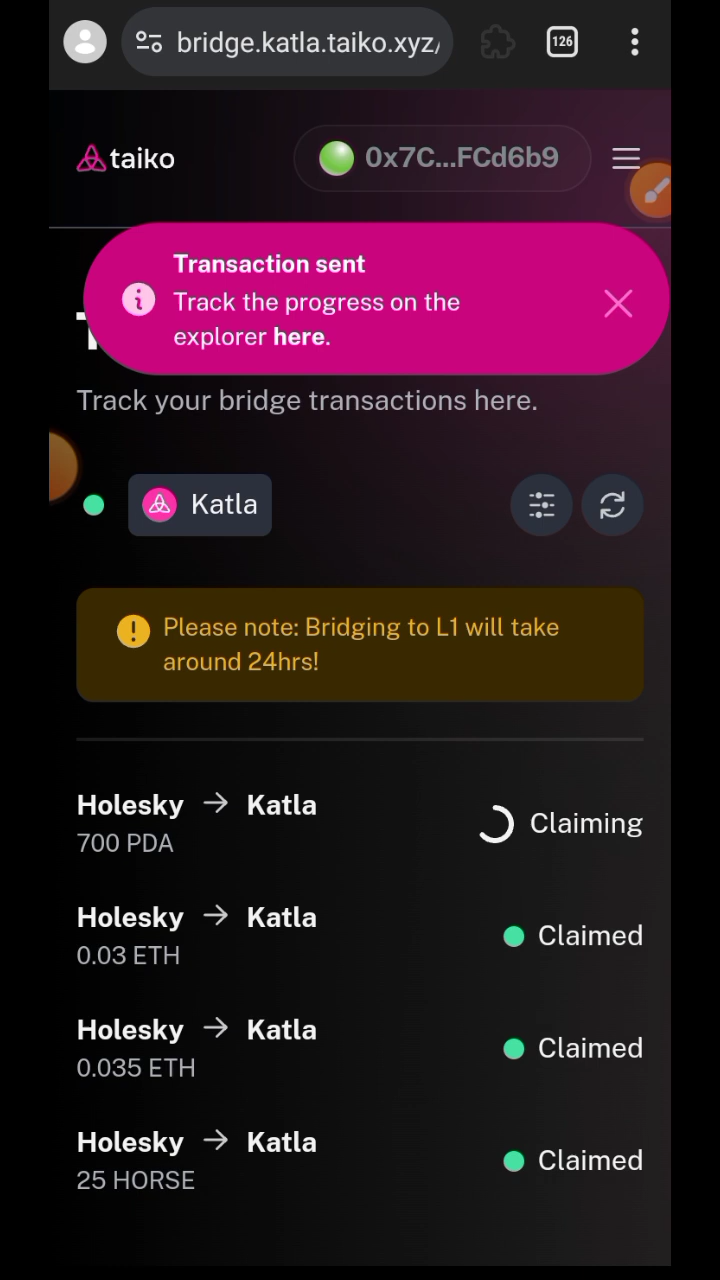 bridge.katla.taiko.xyz/
126
taiko
0x7C...FCd6b9
Transaction sent
Track the progress on the
explorer here.
Track your bridge transactions here.
Katla
Please note: Bridging to L1 will take
around 24hrs!
Holesky → Katla
700 PDA
Claiming
Holesky → Katla
0.03 ETH
Claimed
Holesky → Katla
0.035 ETH
Claimed
Holesky → Katla
25 HORSE
Claimed